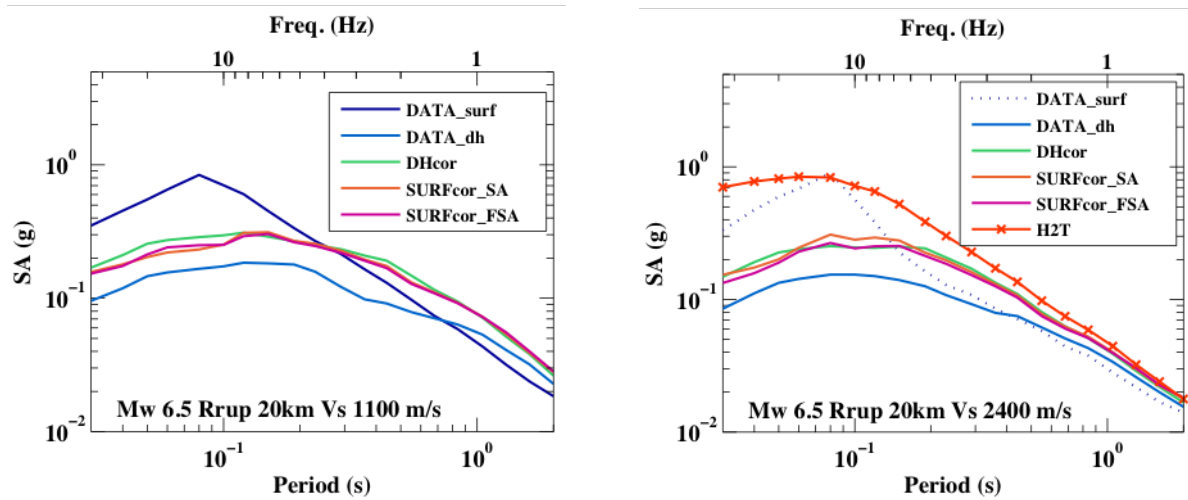 Freq. (Hz)
10 1
DATA_surf
DATA_dh
DHcor
SURFcor_SA
SURFcor_FSA
SA (g)
10^0
10^-1
10^-2
Mw 6.5 Rrup 20km Vs 1100 m/s
10^-1 10^0
Period (s)
Freq. (Hz)
10 1
DATA_surf
DATA_dh
DHcor
SURFcor_SA
SURFcor_FSA
H2T
SA (g)
10^0
10^-1
10^-2
Mw 6.5 Rrup 20km Vs 2400 m/s
10^-1 10^0
Period (s)